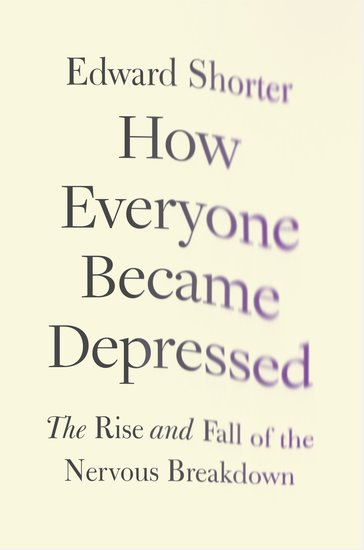 Edward Shorter
How
Everyone
Became
Depressed
The Rise and Fall of the
Nervous Breakdown